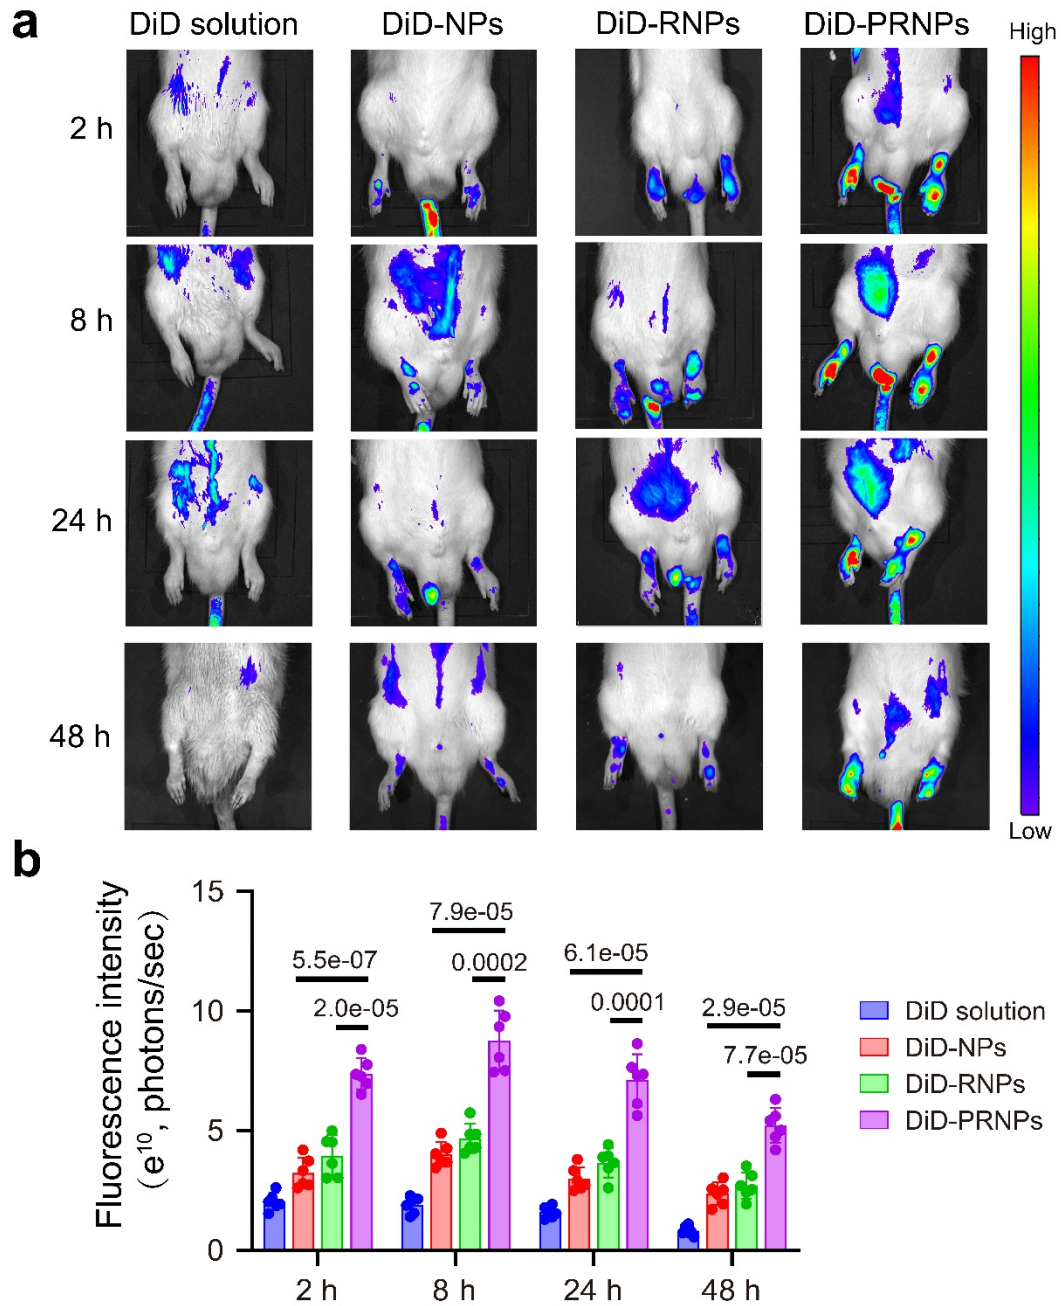 a
DiD solution
DiD-NPs
DiD-RNPs
DiD-PRNPs
High
2 h
8 h
24 h
48 h
Low
b
Fluorescence intensity
(e¹⁰, photons/sec)
15
10
5
0
5.5e-07
2.0e-05
7.9e-05
0.0002
6.1e-05
0.0001
2.9e-05
7.7e-05
2 h
8 h
24 h
48 h
DiD solution
DiD-NPs
DiD-RNPs
DiD-PRNPs